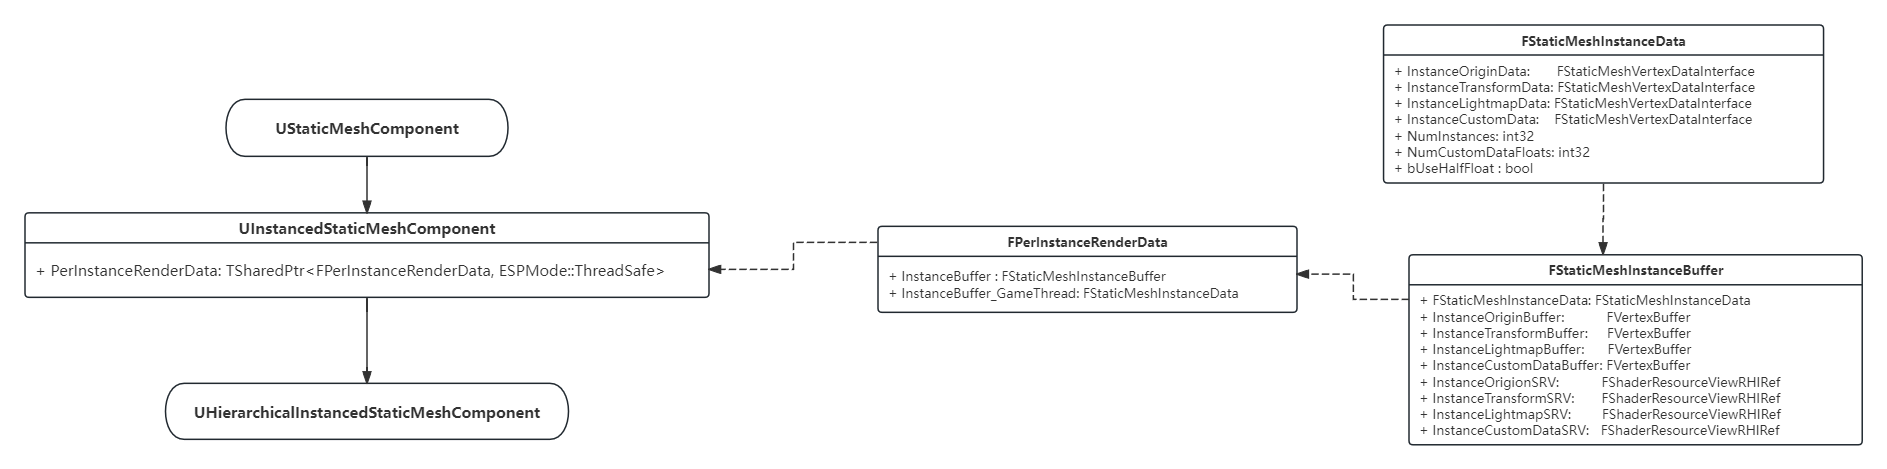 UStaticMeshComponent
UInstancedStaticMeshComponent
+ PerInstanceRenderData: TSharedPtr<FPerInstanceRenderData, ESPMode::ThreadSafe>
UHierarchicalInstancedStaticMeshComponent
FPerInstanceRenderData
+ InstanceBuffer : FStaticMeshInstanceBuffer
+ InstanceBuffer_GameThread: FStaticMeshInstanceData
FStaticMeshInstanceData
+ InstanceOriginData: FStaticMeshVertexDataInterface
+ InstanceTransformData: FStaticMeshVertexDataInterface
+ InstanceLightmapData: FStaticMeshVertexDataInterface
+ InstanceCustomData: FStaticMeshVertexDataInterface
+ NumInstances: int32
+ NumCustomDataFloats: int32
+ bUseHalfFloat : bool
FStaticMeshInstanceBuffer
+ FStaticMeshInstanceData: FStaticMeshInstanceData
+ InstanceOriginBuffer: FVertexBuffer
+ InstanceTransformBuffer: FVertexBuffer
+ InstanceLightmapBuffer: FVertexBuffer
+ InstanceCustomDataBuffer: FVertexBuffer
+ InstanceOrigionSRV: FShaderResourceViewRHIRef
+ InstanceTransformSRV: FShaderResourceViewRHIRef
+ InstanceLightmapSRV: FShaderResourceViewRHIRef
+ InstanceCustomDataSRV: FShaderResourceViewRHIRef